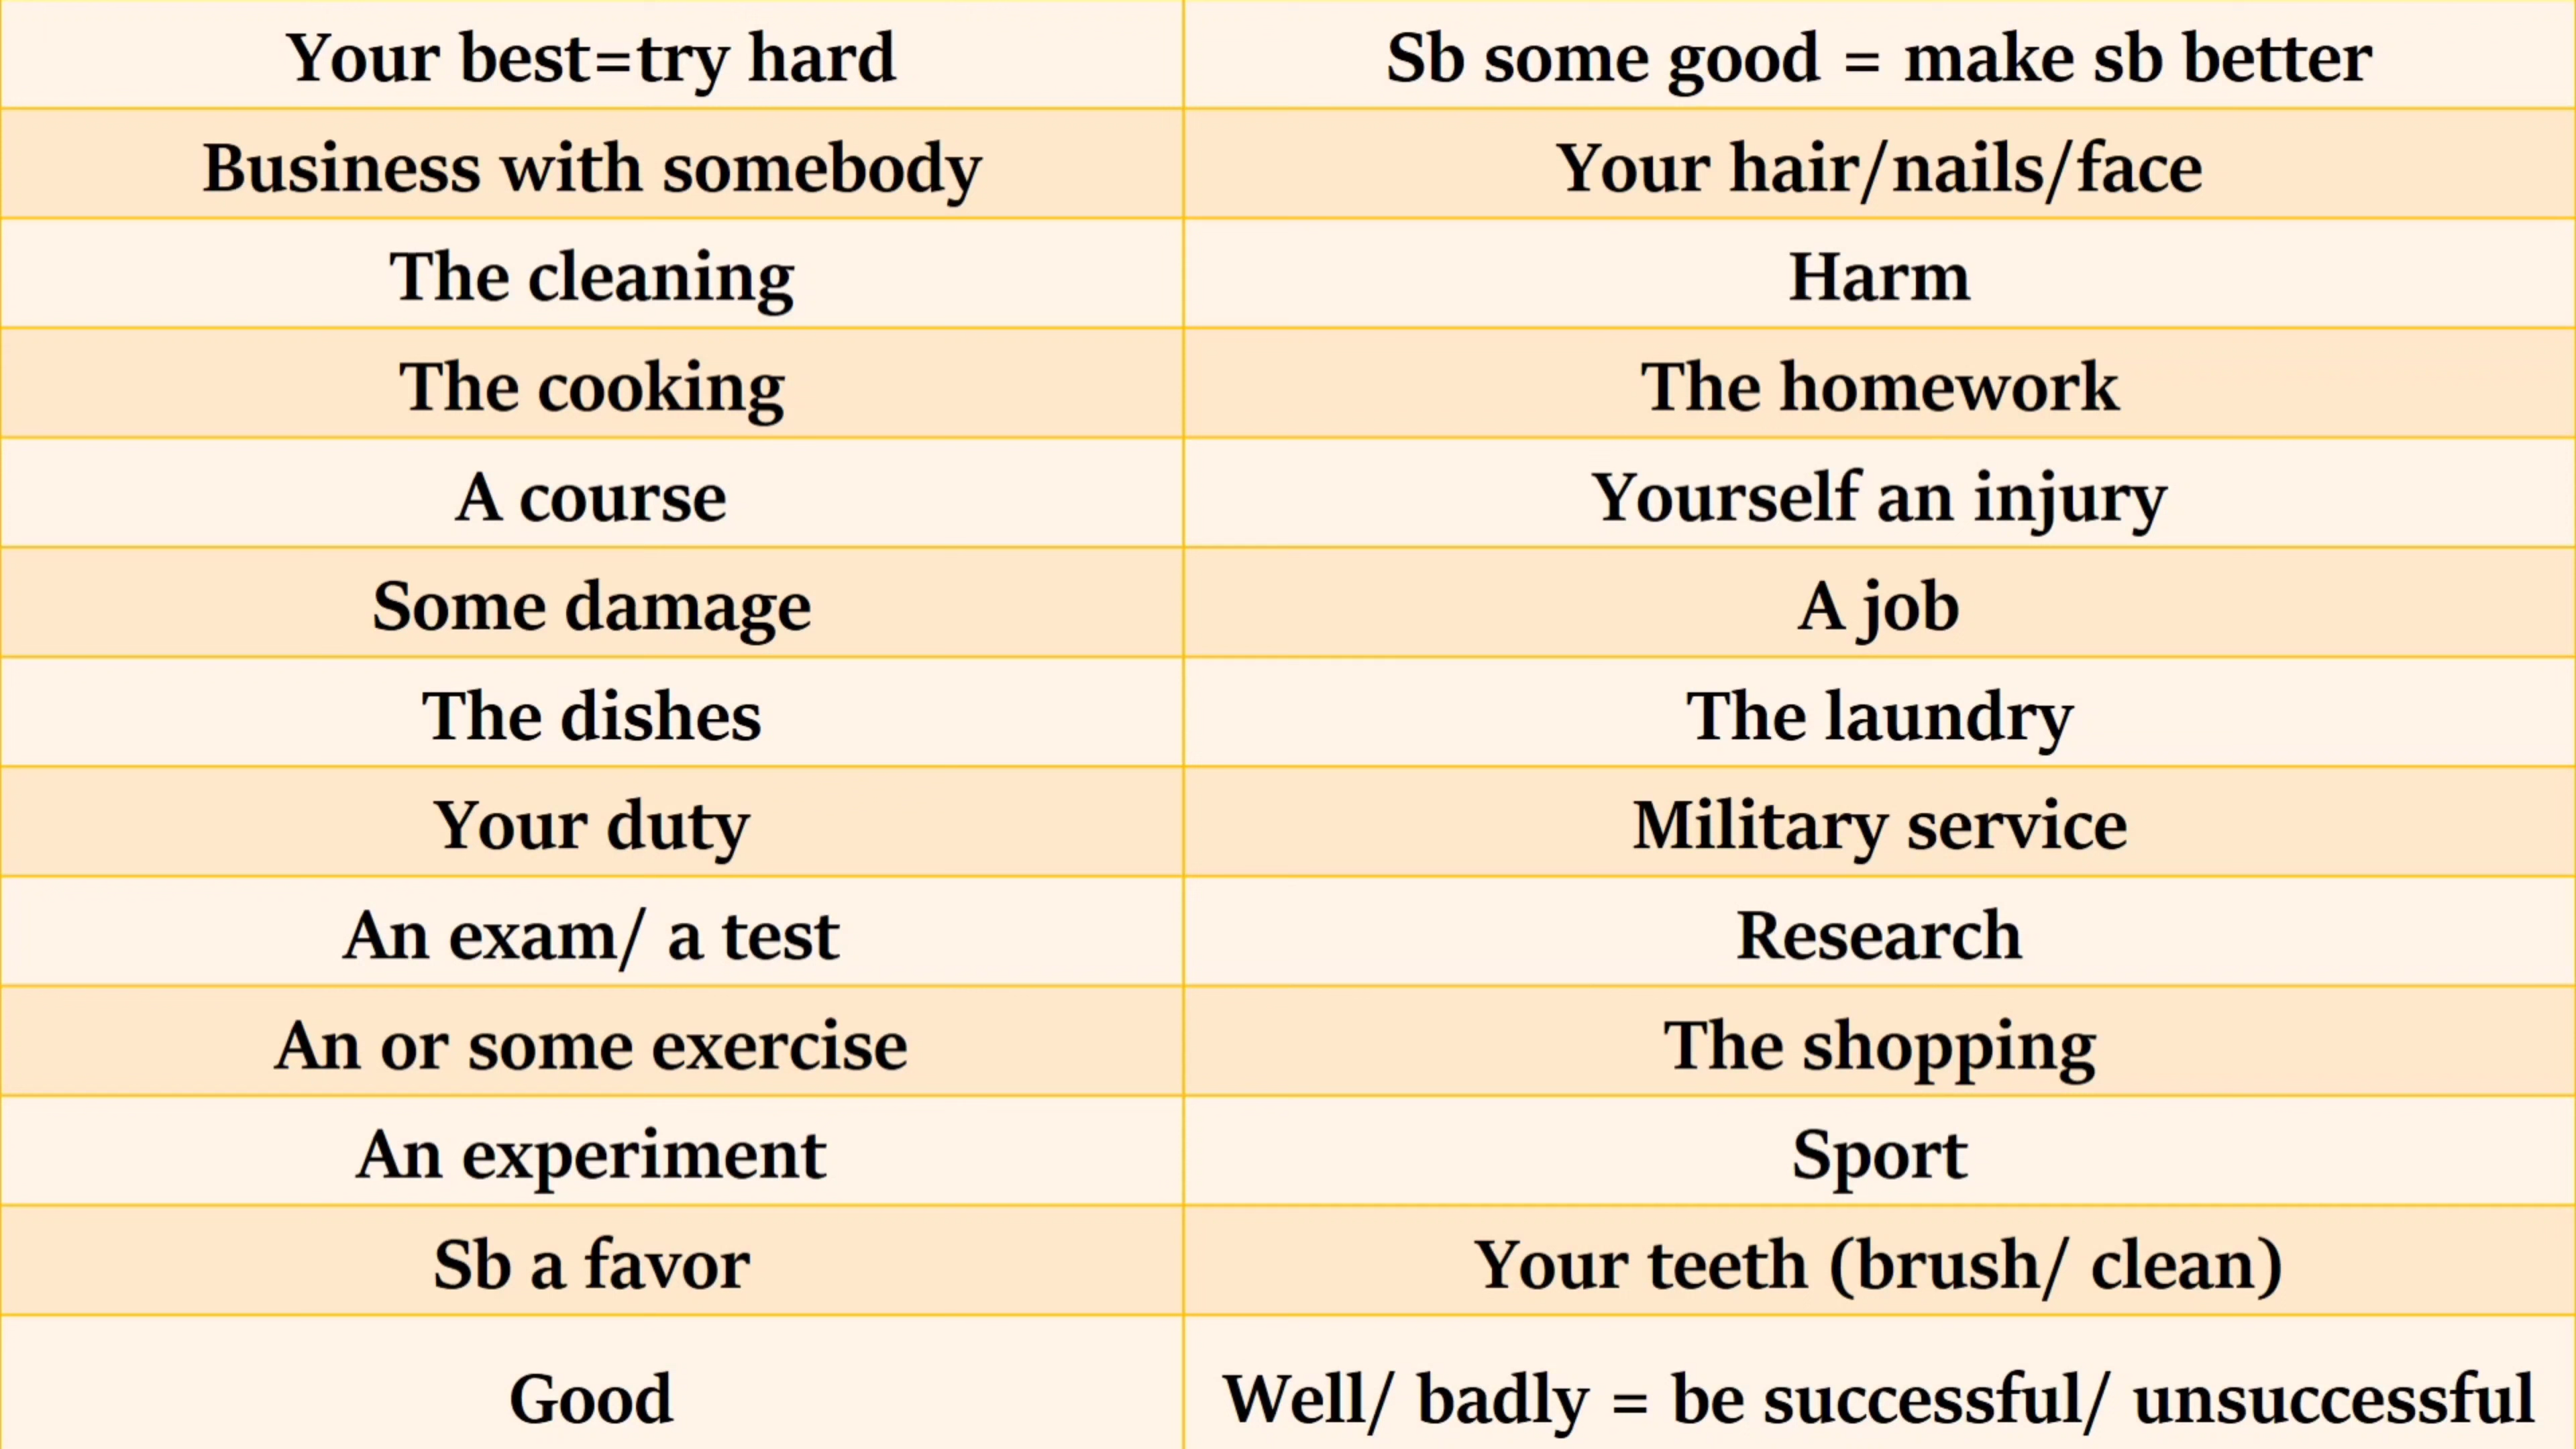 Your best=try hard
Sb some good = make sb better
Business with somebody
Your hair/nails/face
The cleaning
Harm
The cooking
The homework
A course
Yourself an injury
Some damage
A job
The dishes
The laundry
Your duty
Military service
An exam/ a test
Research
An or some exercise
The shopping
An experiment
Sport
Sb a favor
Your teeth (brush/ clean)
Good
Well/ badly = be successful/ unsuccessful